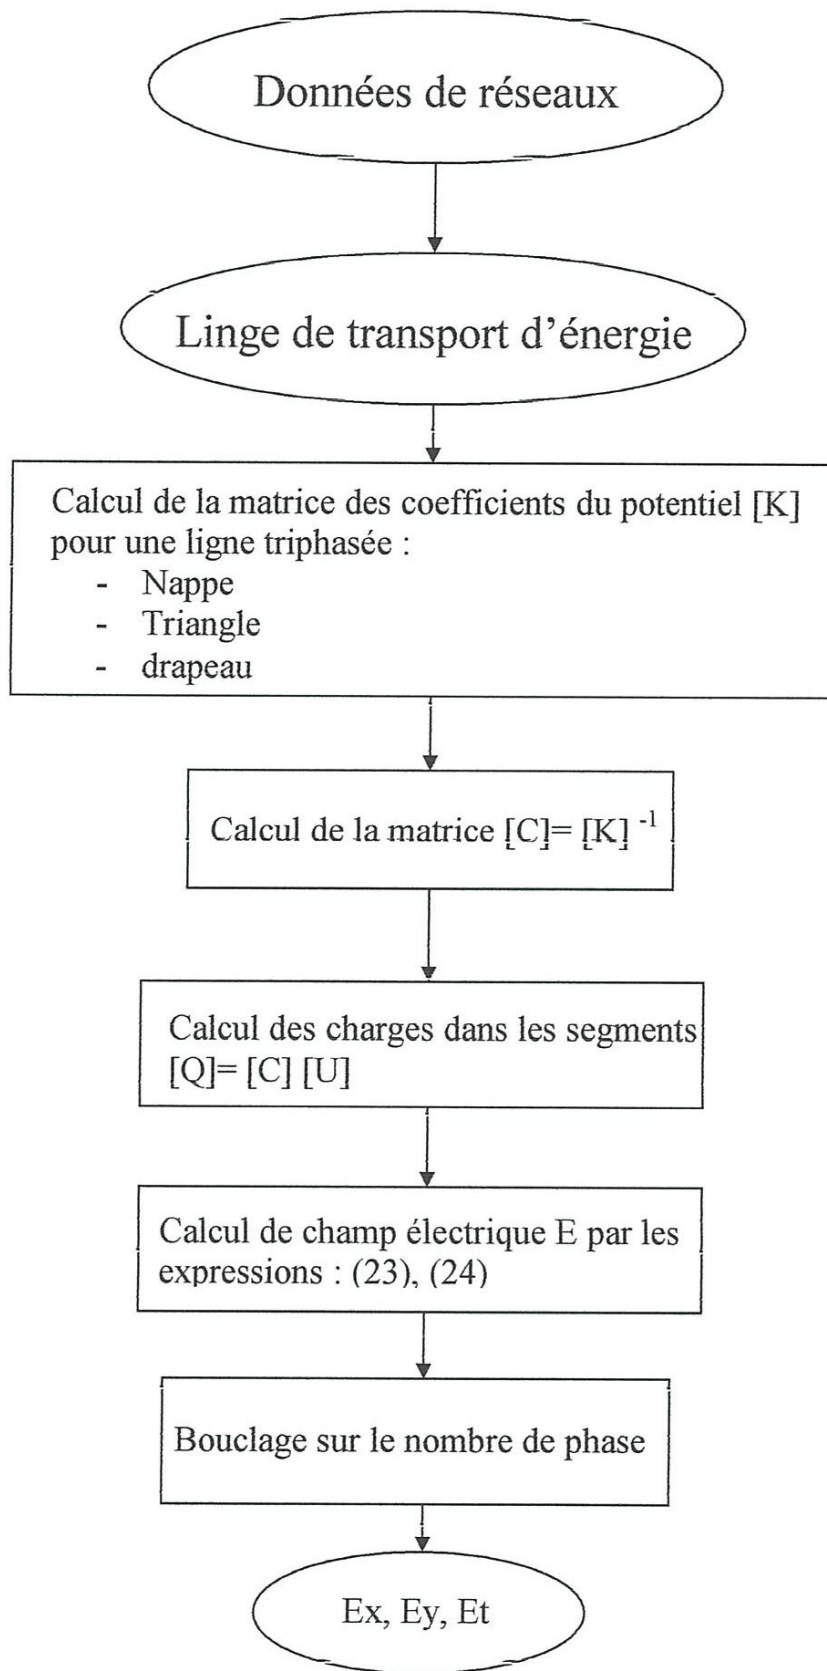 Données de réseaux
Linge de transport d'énergie
Calcul de la matrice des coefficients du potentiel [K]
pour une ligne triphasée :
- Nappe
- Triangle
- drapeau
Calcul de la matrice [C]= [K] -1
Calcul des charges dans les segments
[Q]= [C] [U]
Calcul de champ électrique E par les
expressions : (23), (24)
Bouclage sur le nombre de phase
Ex, Ey, Et